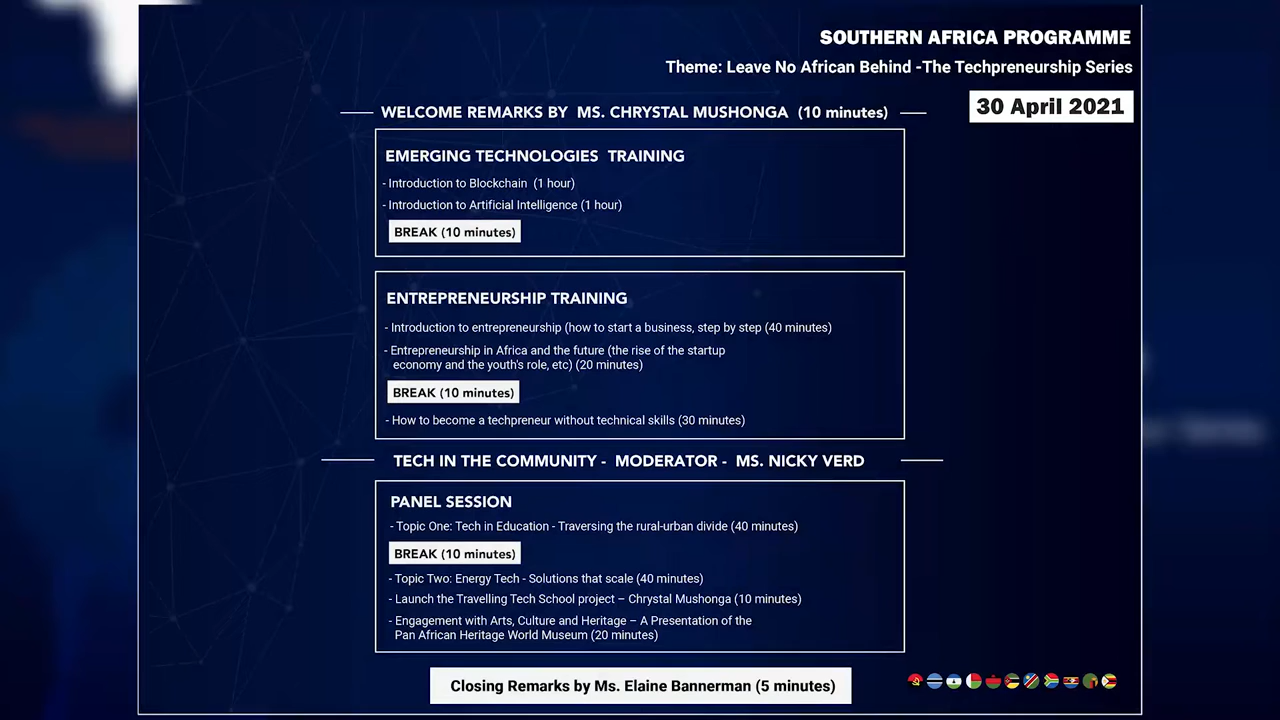 SOUTHERN AFRICA PROGRAMME
Theme: Leave No African Behind -The Techpreneurship Series
30 April 2021
WELCOME REMARKS BY MS. CHRYSTAL MUSHONGA (10 minutes)
EMERGING TECHNOLOGIES TRAINING
- Introduction to Blockchain (1 hour)
- Introduction to Artificial Intelligence (1 hour)
BREAK (10 minutes)
ENTREPRENEURSHIP TRAINING
- Introduction to entrepreneurship (how to start a business, step by step (40 minutes)
- Entrepreneurship in Africa and the future (the rise of the startup
economy and the youth's role, etc) (20 minutes)
BREAK (10 minutes)
- How to become a techpreneur without technical skills (30 minutes)
TECH IN THE COMMUNITY - MODERATOR - MS. NICKY VERD
PANEL SESSION
- Topic One: Tech in Education - Traversing the rural-urban divide (40 minutes)
BREAK (10 minutes)
- Topic Two: Energy Tech - Solutions that scale (40 minutes)
- Launch the Travelling Tech School project – Chrystal Mushonga (10 minutes)
- Engagement with Arts, Culture and Heritage – A Presentation of the
Pan African Heritage World Museum (20 minutes)
Closing Remarks by Ms. Elaine Bannerman (5 minutes)